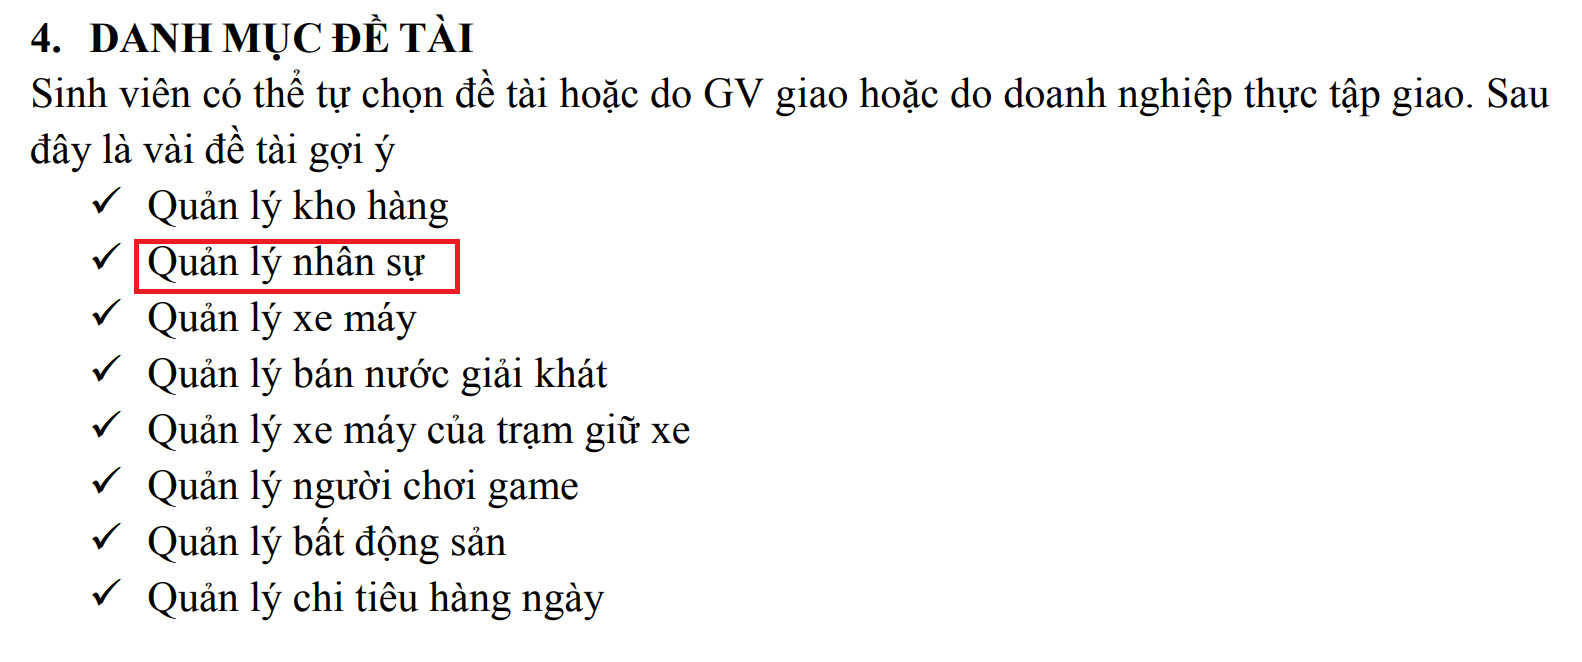 4. DANH MỤC ĐỀ TÀI
Sinh viên có thể tự chọn đề tài hoặc do GV giao hoặc do doanh nghiệp thực tập giao. Sau
đây là vài đề tài gợi ý
✓ Quản lý kho hàng
✓ Quản lý nhân sự
✓ Quản lý xe máy
✓ Quản lý bán nước giải khát
✓ Quản lý xe máy của trạm giữ xe
✓ Quản lý người chơi game
✓ Quản lý bất động sản
✓ Quản lý chi tiêu hàng ngày